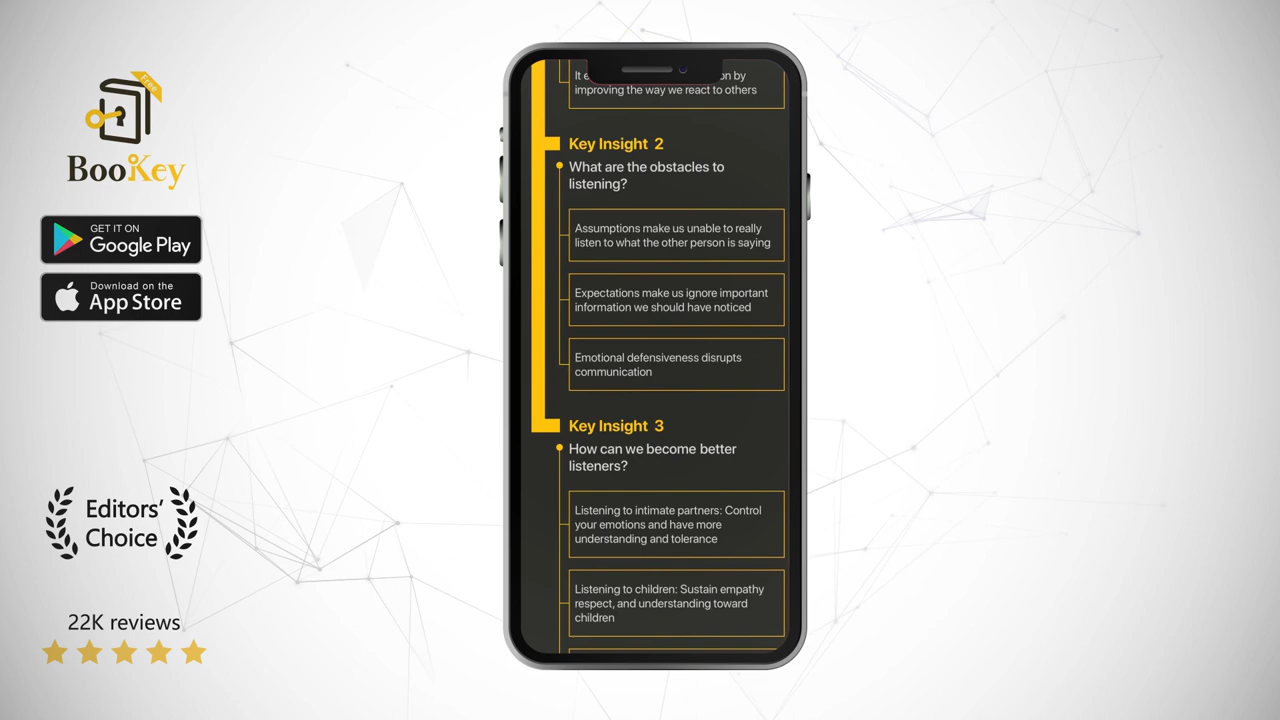 Free
BooKey
GET IT ON
Google Play
Download on the
App Store
Editors’
Choice
22K reviews
on by
improving the way we react to others
Key Insight 2
What are the obstacles to
listening?
Assumptions make us unable to really
listen to what the other person is saying
Expectations make us ignore important
information we should have noticed
Emotional defensiveness disrupts
communication
Key Insight 3
How can we become better
listeners?
Listening to intimate partners: Control
your emotions and have more
understanding and tolerance
Listening to children: Sustain empathy
respect, and understanding toward
children